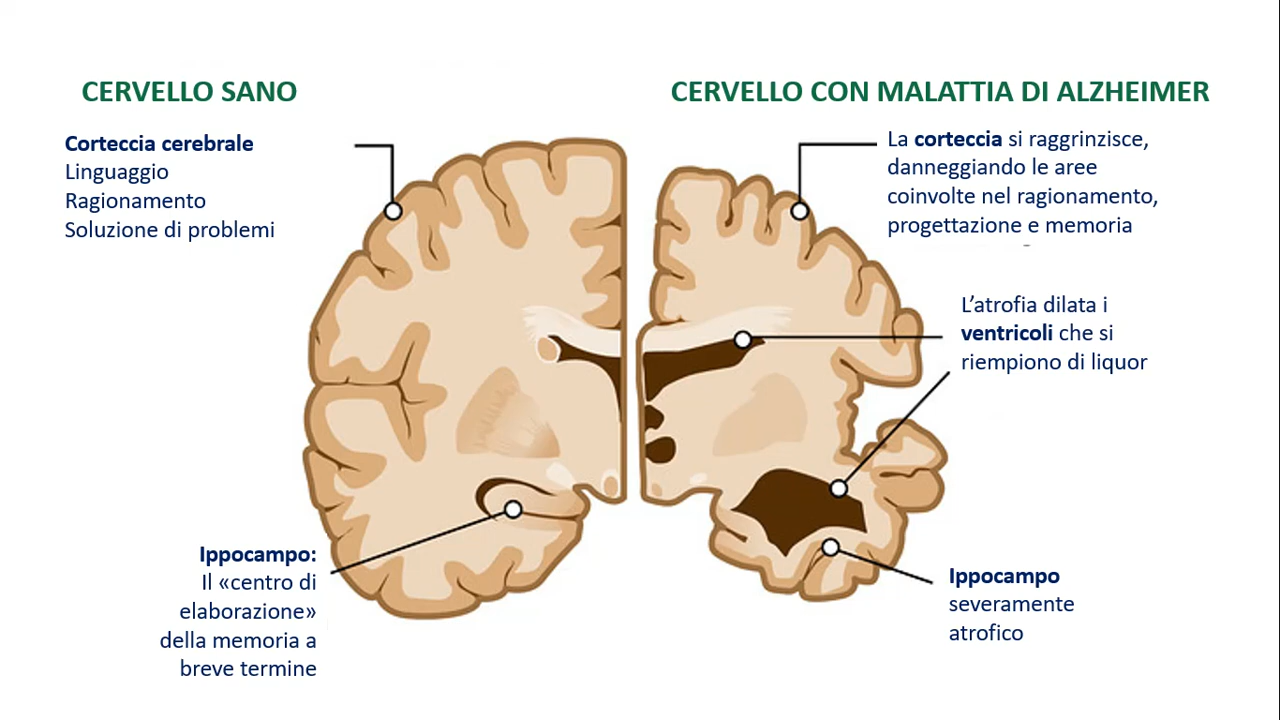 CERVELLO SANO
Corteccia cerebrale
Linguaggio
Ragionamento
Soluzione di problemi
Ippocampo:
Il «centro di
elaborazione»
della memoria a
breve termine
CERVELLO CON MALATTIA DI ALZHEIMER
La corteccia si raggrinzisce,
danneggiando le aree
coinvolte nel ragionamento,
progettazione e memoria
L’atrofia dilata i
ventricoli che si
riempiono di liquor
Ippocampo
severamente
atrofico